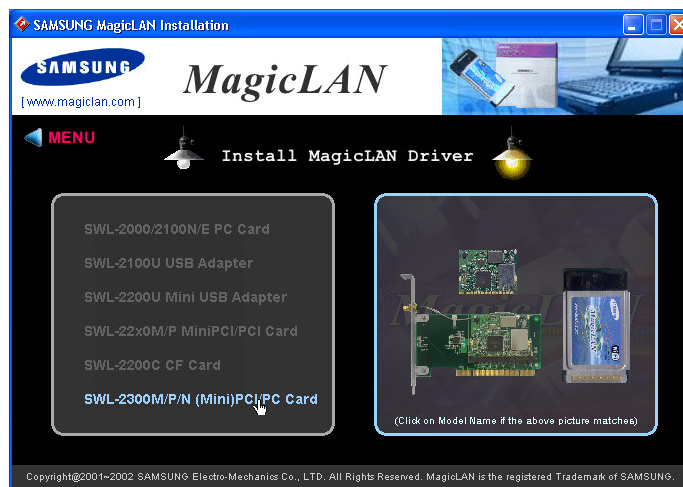 SAMSUNG MagicLAN Installation
SAMSUNG
MagicLAN
[ www.magiclan.com ]
MENU
Install MagicLAN Driver
SWL-2000/2100N/E PC Card
SWL-2100U USB Adapter
SWL-2200U Mini USB Adapter
SWL-22x0M/P MiniPCI/PCI Card
SWL-2200C CF Card
SWL-2300M/P/N (Mini)PCI/PC Card
MagicLAN
(Click on Model Name if the above picture matches)
Copyright@2001~2002 SAMSUNG Electro-Mechanics Co., LTD. All Rights Reserved. MagicLAN is the registered Trademark of SAMSUNG.